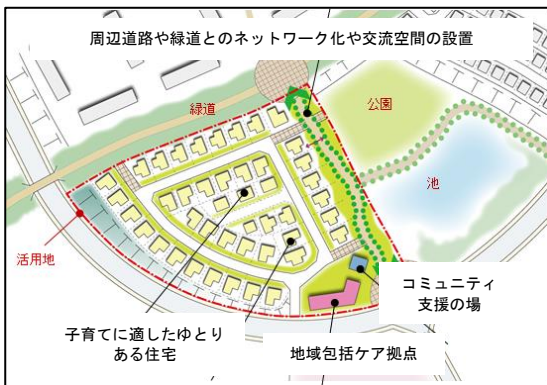 周辺道路や緑道とのネットワーク化や交流空間の設置
緑道
公園
池
活用地
コミュニティ
支援の場
子育てに適したゆとり
ある住宅
地域包括ケア拠点